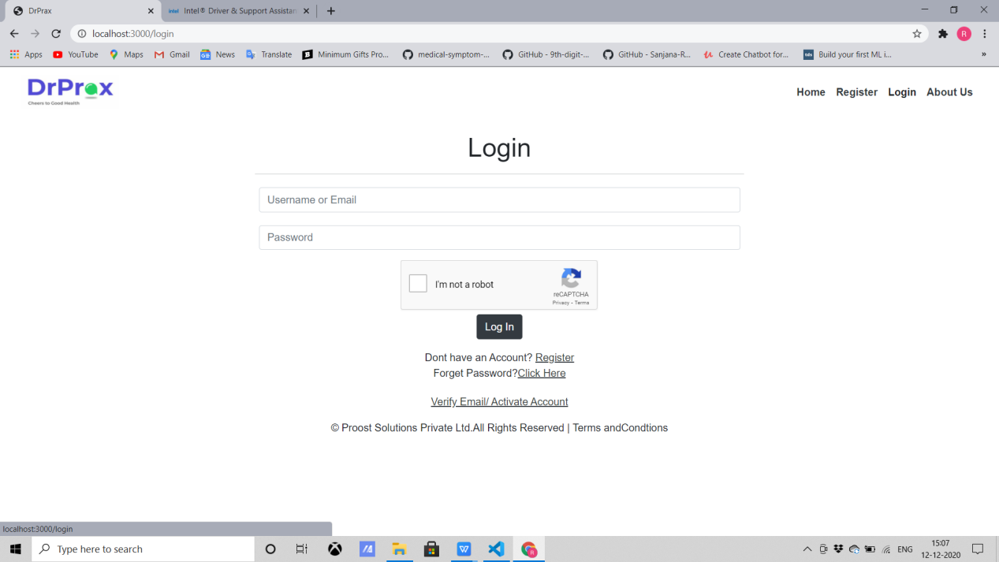 DrPrax
Intel® Driver & Support Assistan
localhost:3000/login
R
Apps
YouTube
Maps
Gmail
News
Translate
Minimum Gifts Pro...
medical-symptom-...
GitHub - 9th-digit-...
GitHub - Sanjana-R...
Create Chatbot for...
Build your first ML i...
»
DrPrax
Cheers to Good Health
Home Register Login About Us
Login
Username or Email
Password
I'm not a robot
reCAPTCHA
Privacy - Terms
Log In
Dont have an Account? Register
Forget Password?Click Here
Verify Email/ Activate Account
© Proost Solutions Private Ltd.All Rights Reserved | Terms andCondtions
localhost:3000/login
Type here to search
ENG
15:07
12-12-2020